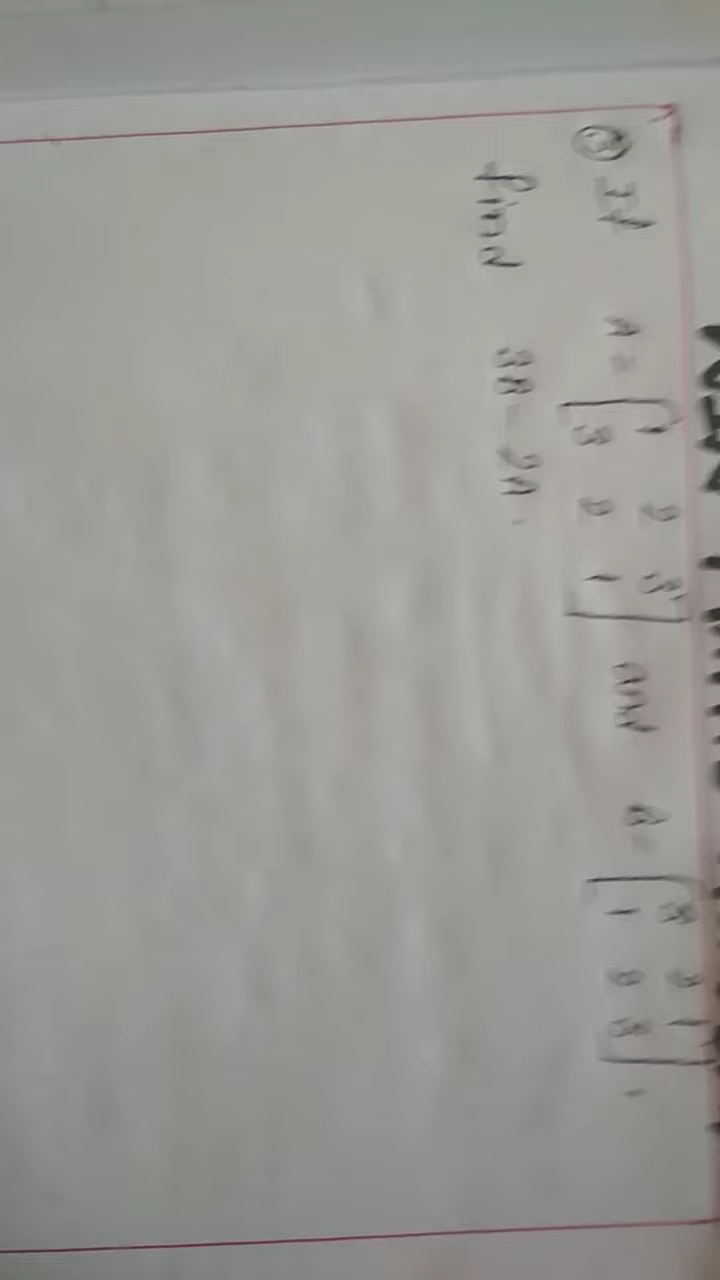 If A = [1 2 3 3 2 1] and B = [3 2 1 1 2 3].
find 3B - 2A.